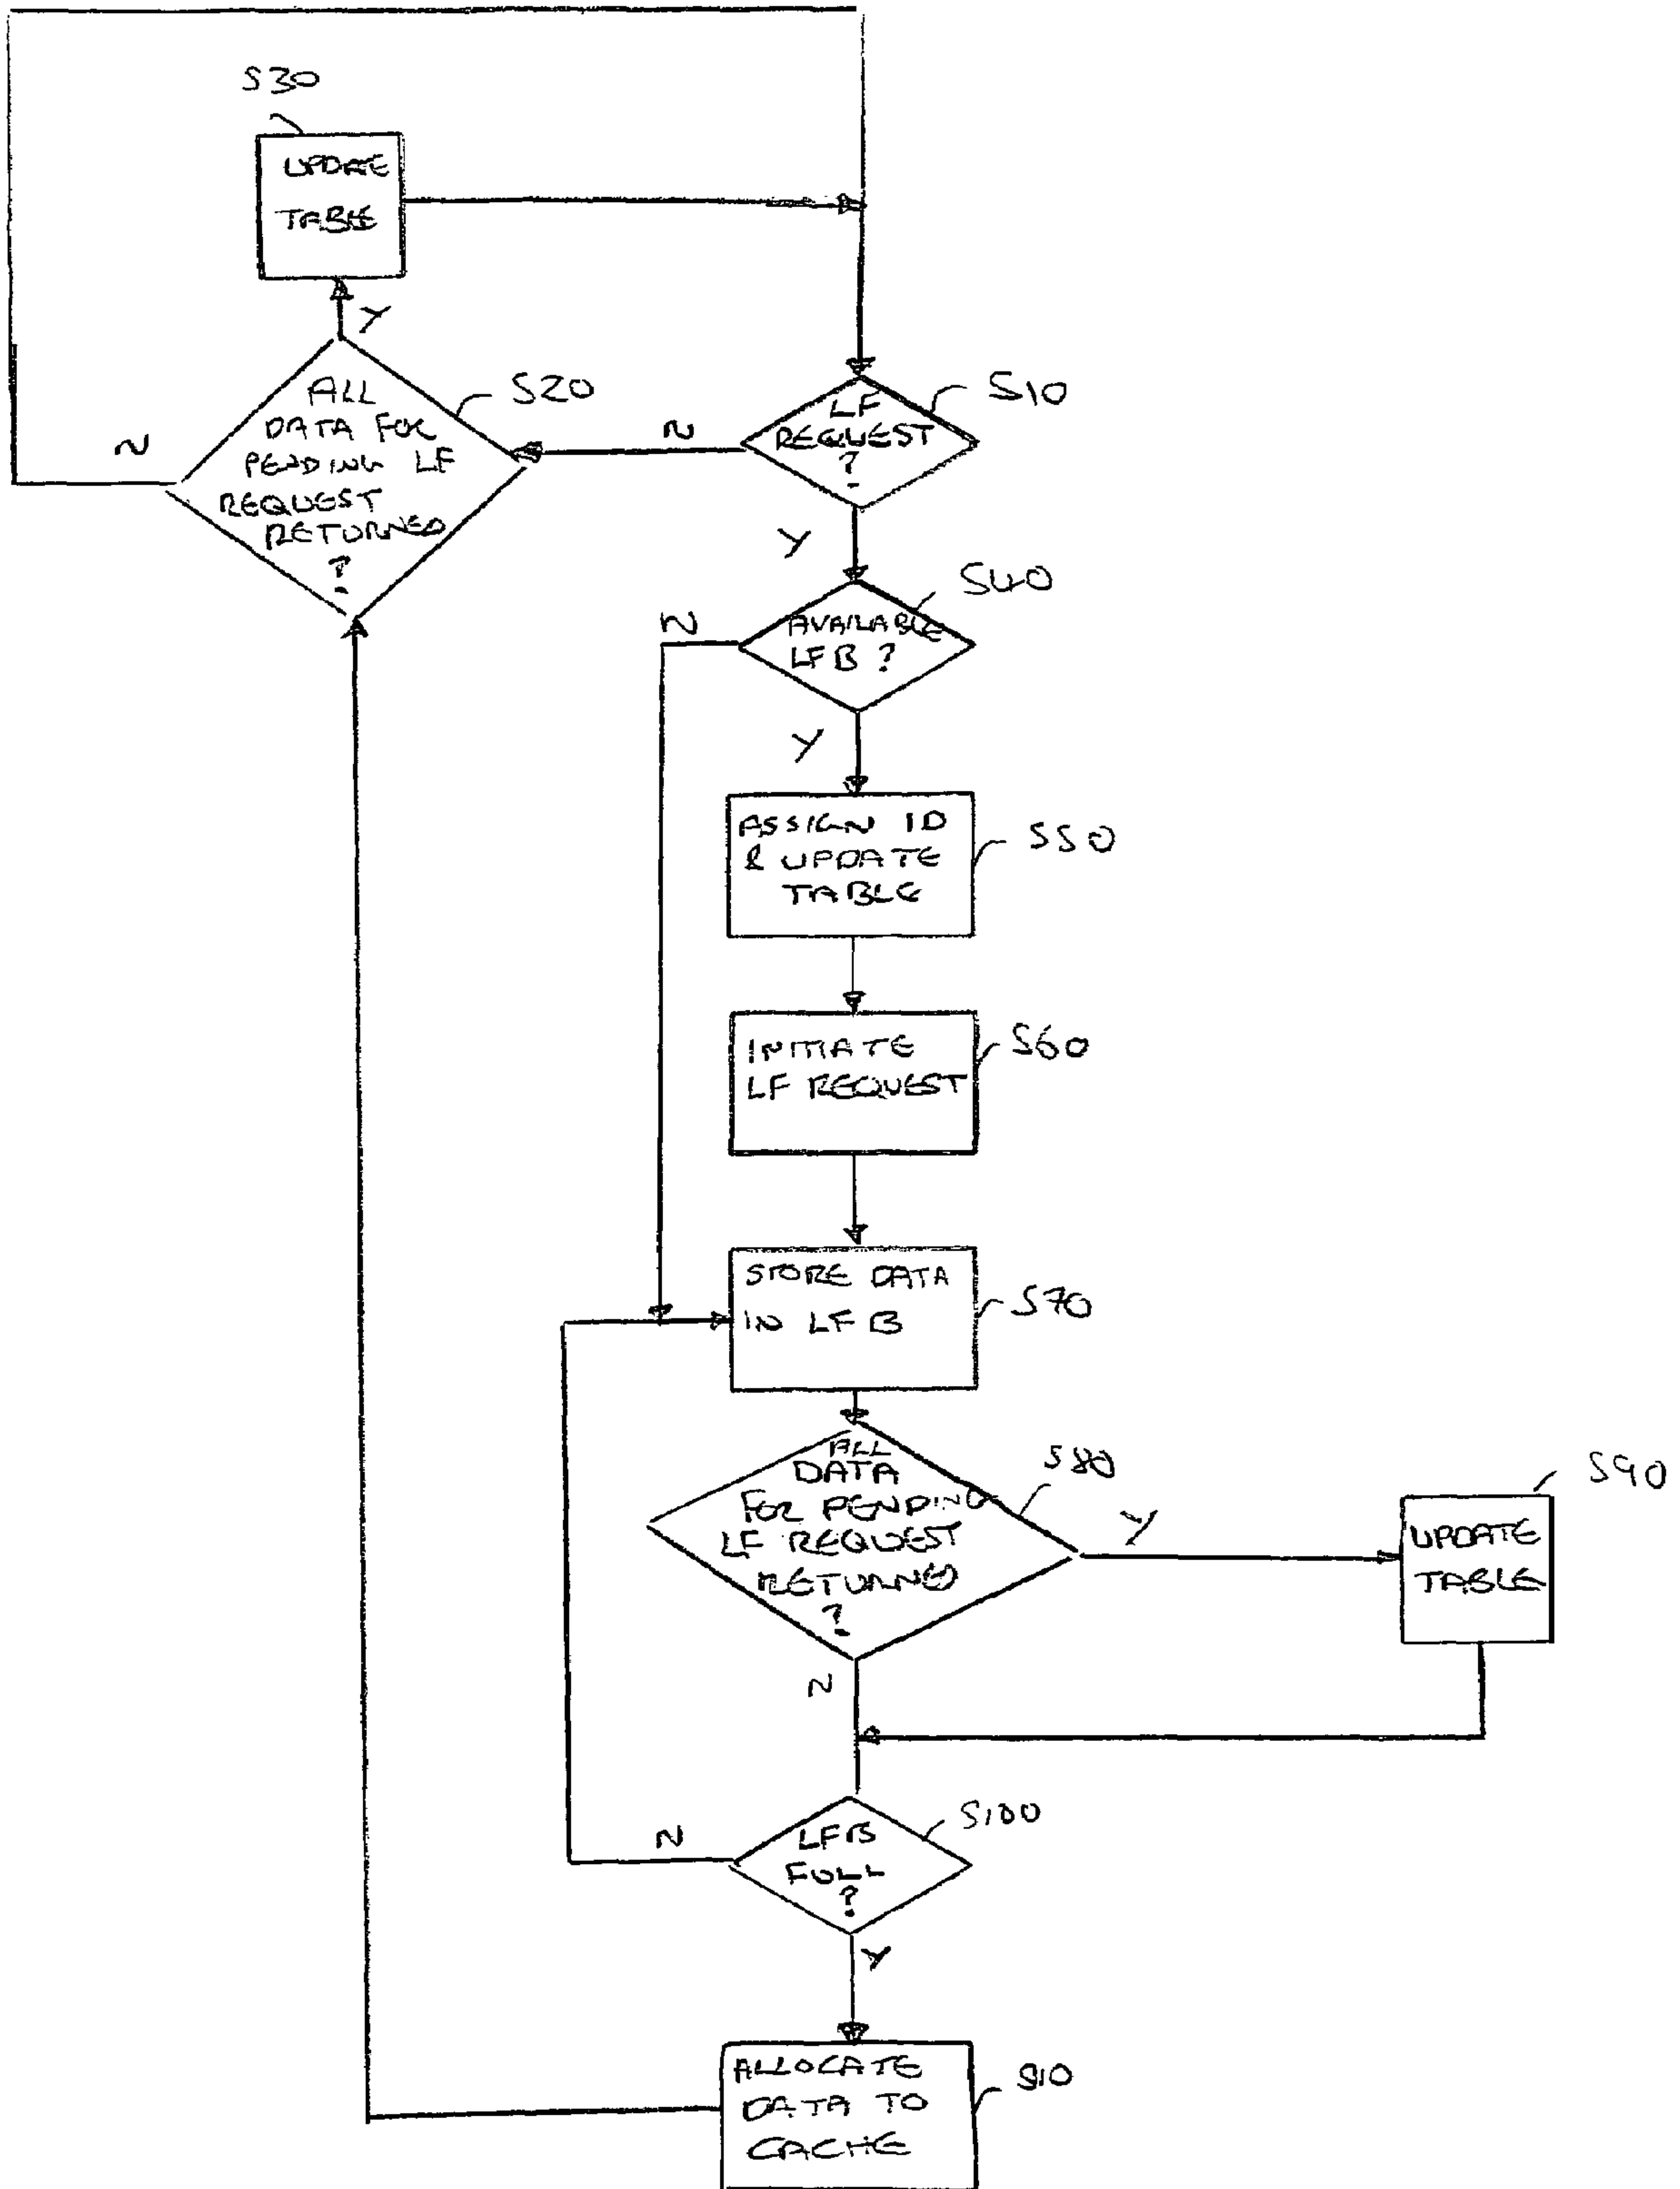 S30
UPDATE
TABLE
Y
ALL
DATA FOR
PENDING LF
REQUEST
RETURNED
?
S20
N
N
LF
REQUEST
?
S10
Y
S40
N
AVAILABLE
LFB ?
Y
ASSIGN ID
& UPDATE
TABLE
S50
INITIATE
LF REQUEST
S60
STORE DATA
IN LFB
S70
ALL
DATA
FOR PENDING
LF REQUEST
RETURNED
?
S80
Y
S90
UPDATE
TABLE
N
LFB
FULL
?
S100
N
Y
ALLOCATE
DATA TO
CACHE
S10